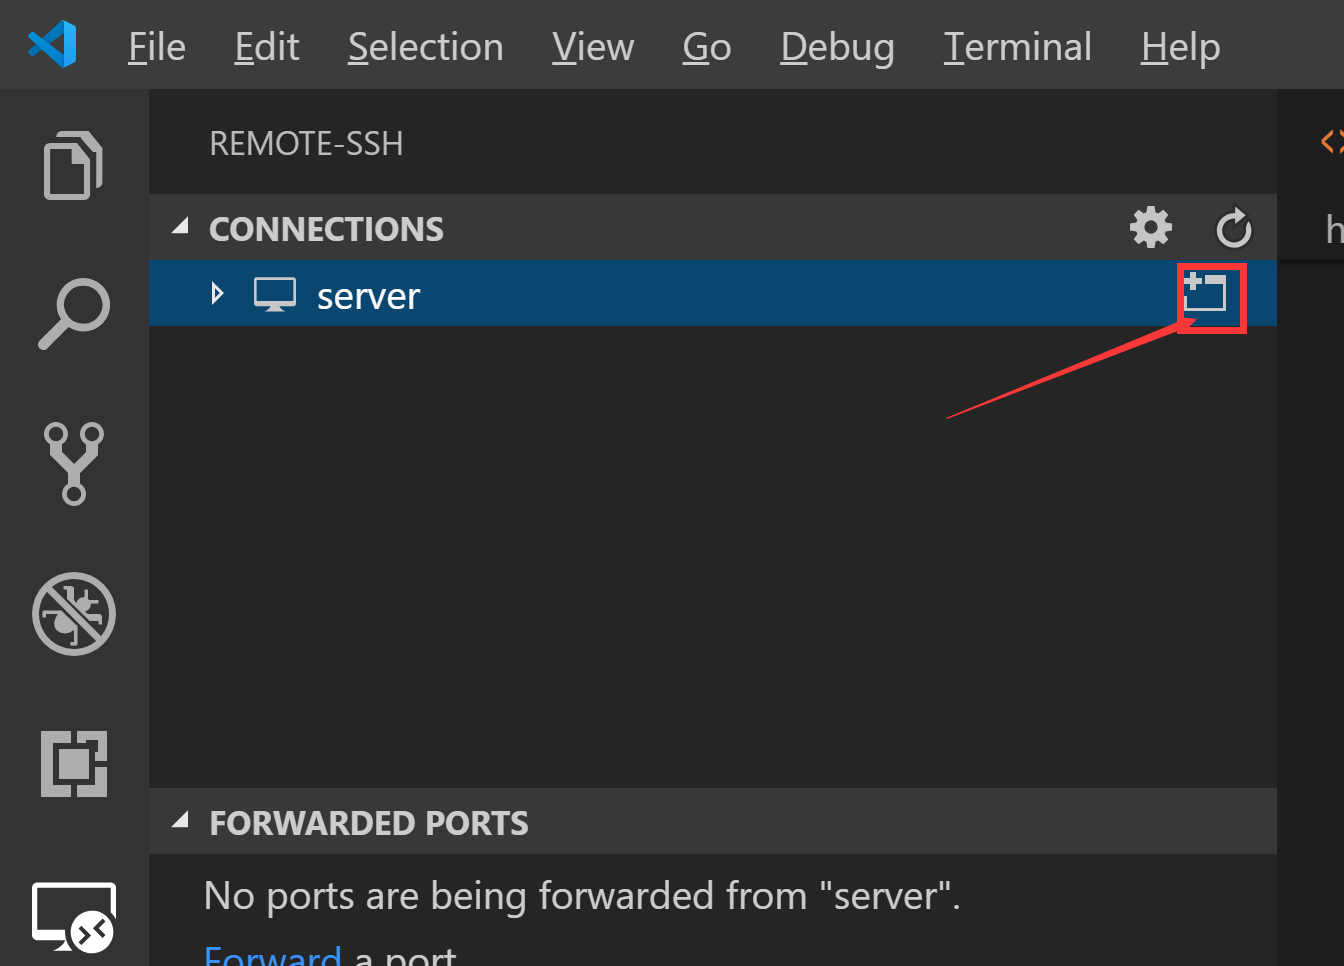 File Edit Selection View Go Debug Terminal Help
REMOTE-SSH
CONNECTIONS
server
FORWARDED PORTS
No ports are being forwarded from "server".
Forward a port